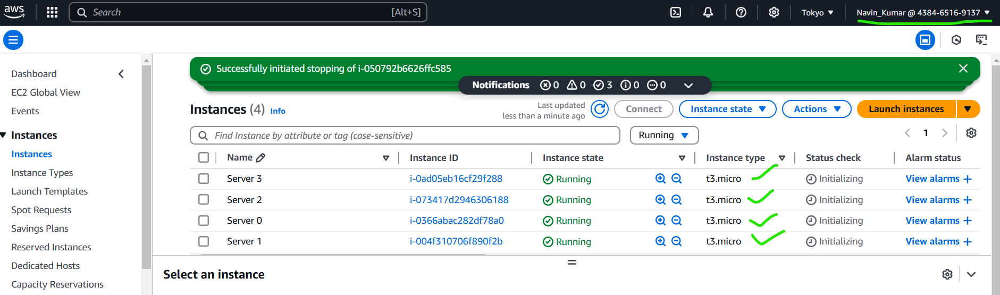 aws
Search [Alt+S]
Tokyo
Navin_Kumar @ 4384-6516-9137
Dashboard
EC2 Global View
Events
Instances
Instances
Instance Types
Launch Templates
Spot Requests
Savings Plans
Reserved Instances
Dedicated Hosts
Capacity Reservations
Successfully initiated stopping of i-050792b6626ffc585
Notifications 0 0 3 0 0
Instances (4) Info
Last updated
less than a minute ago
Connect
Instance state
Actions
Launch instances
Find Instance by attribute or tag (case-sensitive)
Running
1
Name Instance ID Instance state Instance type Status check Alarm status
Server 3 i-0ad05eb16cf29f288 Running t3.micro Initializing View alarms +
Server 2 i-073417d2946306188 Running t3.micro Initializing View alarms +
Server 0 i-0366abac282df78a0 Running t3.micro Initializing View alarms +
Server 1 i-004f310706f890f2b Running t3.micro Initializing View alarms +
Select an instance